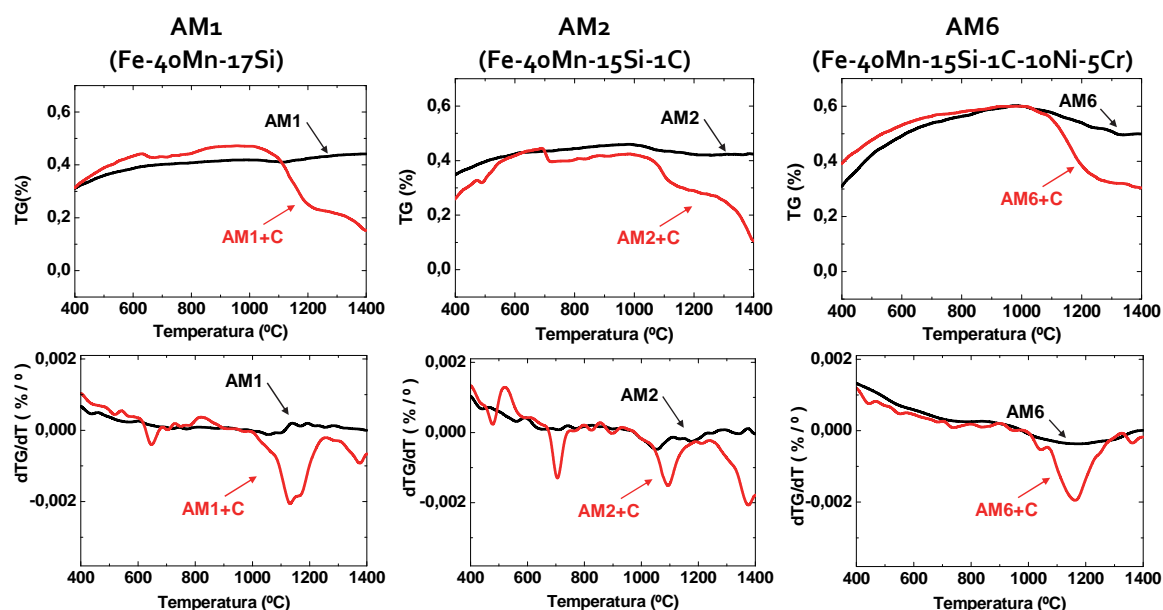 AM1
(Fe-40Mn-17Si)
AM2
(Fe-40Mn-15Si-1C)
AM6
(Fe-40Mn-15Si-1C-10Ni-5Cr)
0,6
0,4
0,2
0,0
TG(%)
AM1
AM1+C
400 600 800 1000 1200 1400
Temperatura (ºC)
0,6
0,4
0,2
0,0
TG (%)
AM2
AM2+C
400 600 800 1000 1200 1400
Temperatura (ºC)
0,6
0,4
0,2
0,0
TG (%)
AM6
AM6+C
400 600 800 1000 1200 1400
Temperatura (ºC)
0,002
0,000
-0,002
dTG/dT ( % / º )
AM1
AM1+C
400 600 800 1000 1200 1400
Temperatura (ºC)
0,002
0,000
-0,002
dTG/dT ( % / º )
AM2
AM2+C
400 600 800 1000 1200 1400
Temperatura (ºC)
0,002
0,000
-0,002
dTG/dT ( % / º )
AM6
AM6+C
400 600 800 1000 1200 1400
Temperatura (ºC)